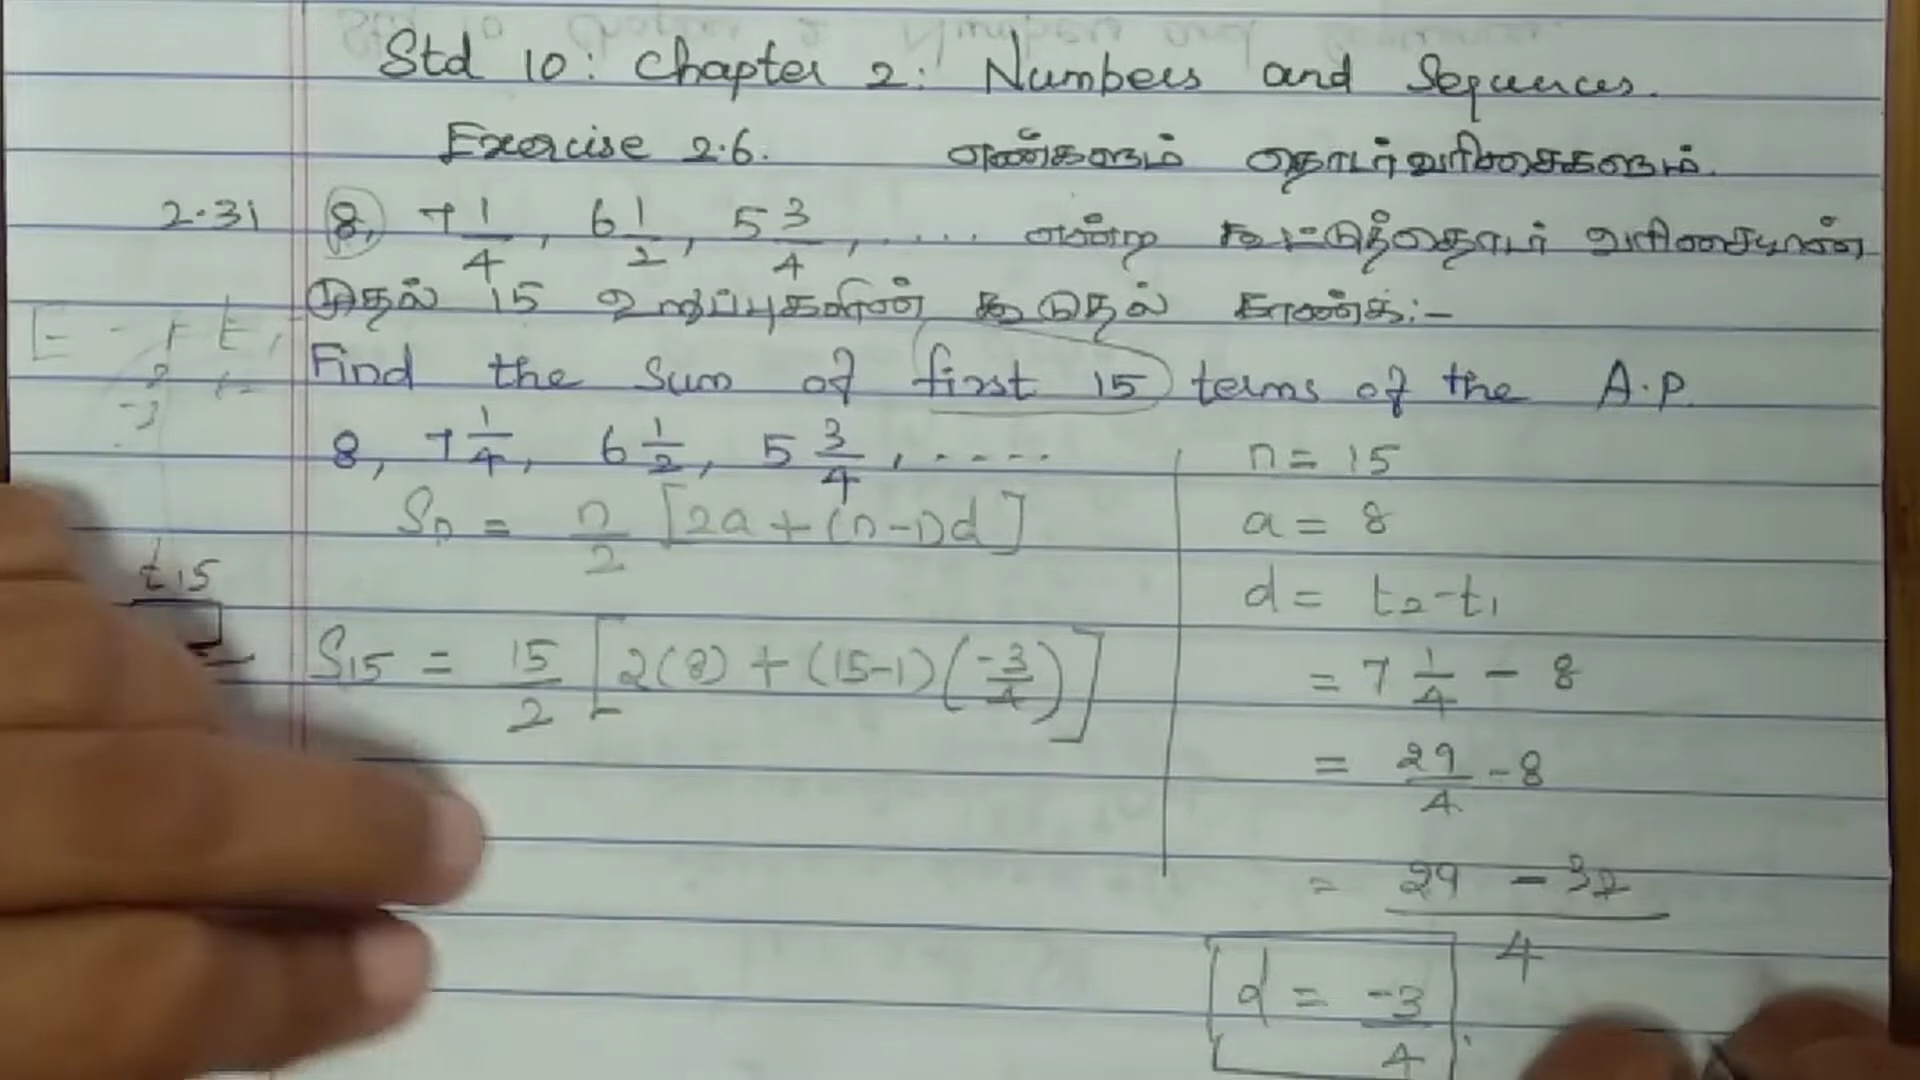 Std 10: Chapter 2: Numbers and Sequences.
Exercise 2.6. எண்களும் தொடர்வரிசைகளும்.
2.31 8, 7 1/4, 6 1/2, 5 3/4, .... என்ற கூட்டுத்தொடர் வரிசையின்
முதல் 15 உறுப்புகளின் கூடுதல் காண்க:-
Find the sum of first 15 terms of the A.P.
8, 7 1/4, 6 1/2, 5 3/4, .....
Sn = n/2 [2a + (n-1)d]
t15
S15 = 15/2 [2(8) + (15-1)(-3/4)]
n = 15
a = 8
d = t2-t1
= 7 1/4 - 8
= 29/4 - 8
= 29 - 32 / 4
d = -3/4